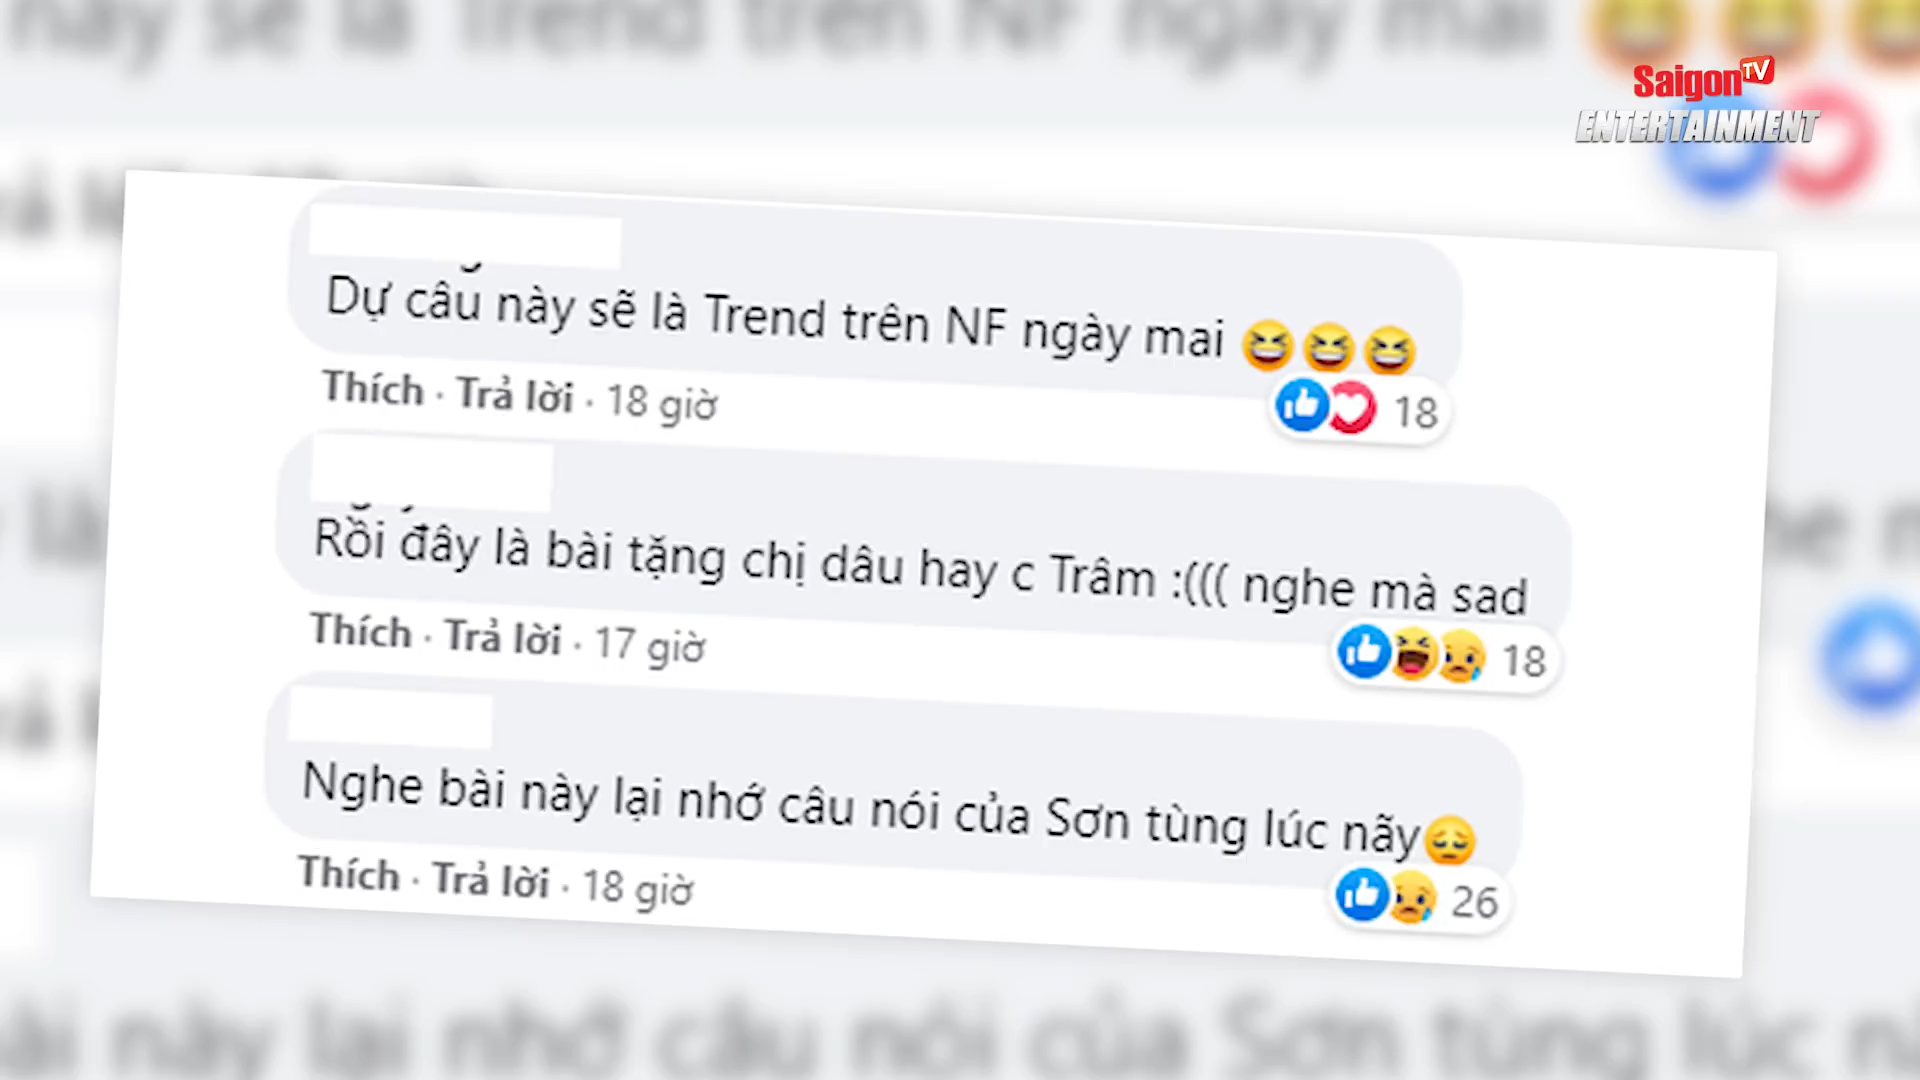 Saigon TV
ENTERTAINMENT
Dự câu này sẽ là Trend trên NF ngày mai 😆😆😆
Thích · Trả lời · 18 giờ
18
Rồi đây là bài tặng chị dâu hay c Trâm :((( nghe mà sad
Thích · Trả lời · 17 giờ
18
Nghe bài này lại nhớ câu nói của Sơn tùng lúc nãy😔
Thích · Trả lời · 18 giờ
26